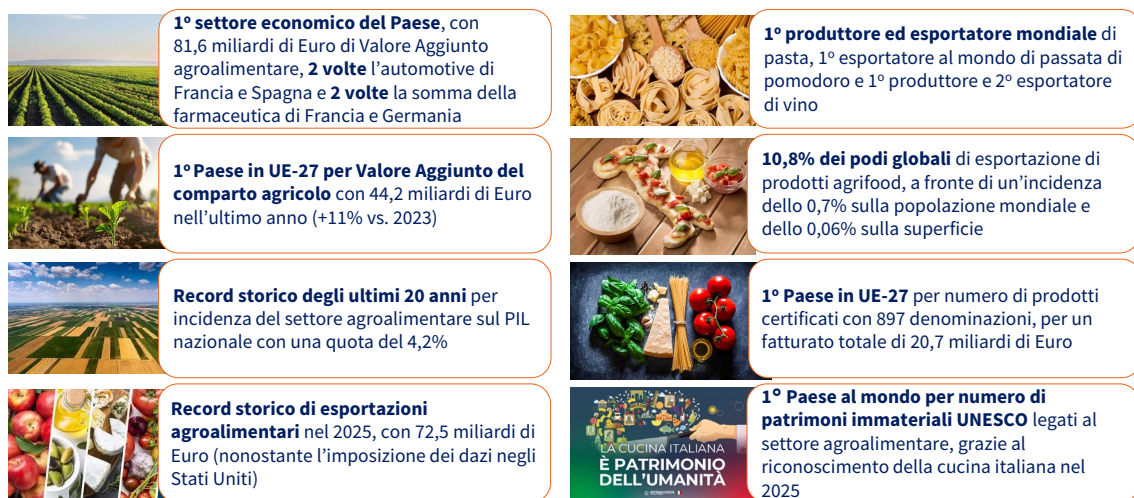 1° settore economico del Paese, con
81,6 miliardi di Euro di Valore Aggiunto
agroalimentare, 2 volte l’automotive di
Francia e Spagna e 2 volte la somma della
farmaceutica di Francia e Germania
1° Paese in UE-27 per Valore Aggiunto del
comparto agricolo con 44,2 miliardi di Euro
nell’ultimo anno (+11% vs. 2023)
Record storico degli ultimi 20 anni per
incidenza del settore agroalimentare sul PIL
nazionale con una quota del 4,2%
Record storico di esportazioni
agroalimentari nel 2025, con 72,5 miliardi di
Euro (nonostante l’imposizione dei dazi negli
Stati Uniti)
1° produttore ed esportatore mondiale di
pasta, 1° esportatore al mondo di passata di
pomodoro e 1° produttore e 2° esportatore
di vino
10,8% dei podi globali di esportazione di
prodotti agrifood, a fronte di un’incidenza
dello 0,7% sulla popolazione mondiale e
dello 0,06% sulla superficie
1° Paese in UE-27 per numero di prodotti
certificati con 897 denominazioni, per un
fatturato totale di 20,7 miliardi di Euro
LA CUCINA ITALIANA
È PATRIMONIO
DELL’UMANITÀ
1° Paese al mondo per numero di
patrimoni immateriali UNESCO legati al
settore agroalimentare, grazie al
riconoscimento della cucina italiana nel
2025